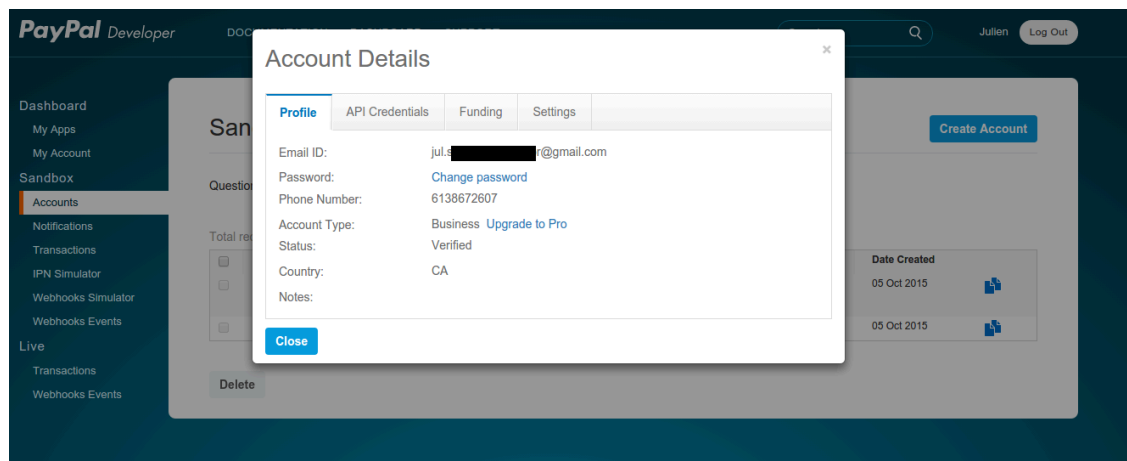 PayPal Developer
DOC
Julien
Log Out
Account Details
×
Dashboard
My Apps
My Account
Sandbox
Accounts
Notifications
Transactions
IPN Simulator
Webhooks Simulator
Webhooks Events
Live
Transactions
Webhooks Events
San
Create Account
Profile API Credentials Funding Settings
Email ID: jul.s r@gmail.com
Password: Change password
Phone Number: 6138672607
Account Type: Business Upgrade to Pro
Status: Verified
Country: CA
Notes:
Close
Question
Total rec
Date Created
05 Oct 2015
05 Oct 2015
Delete